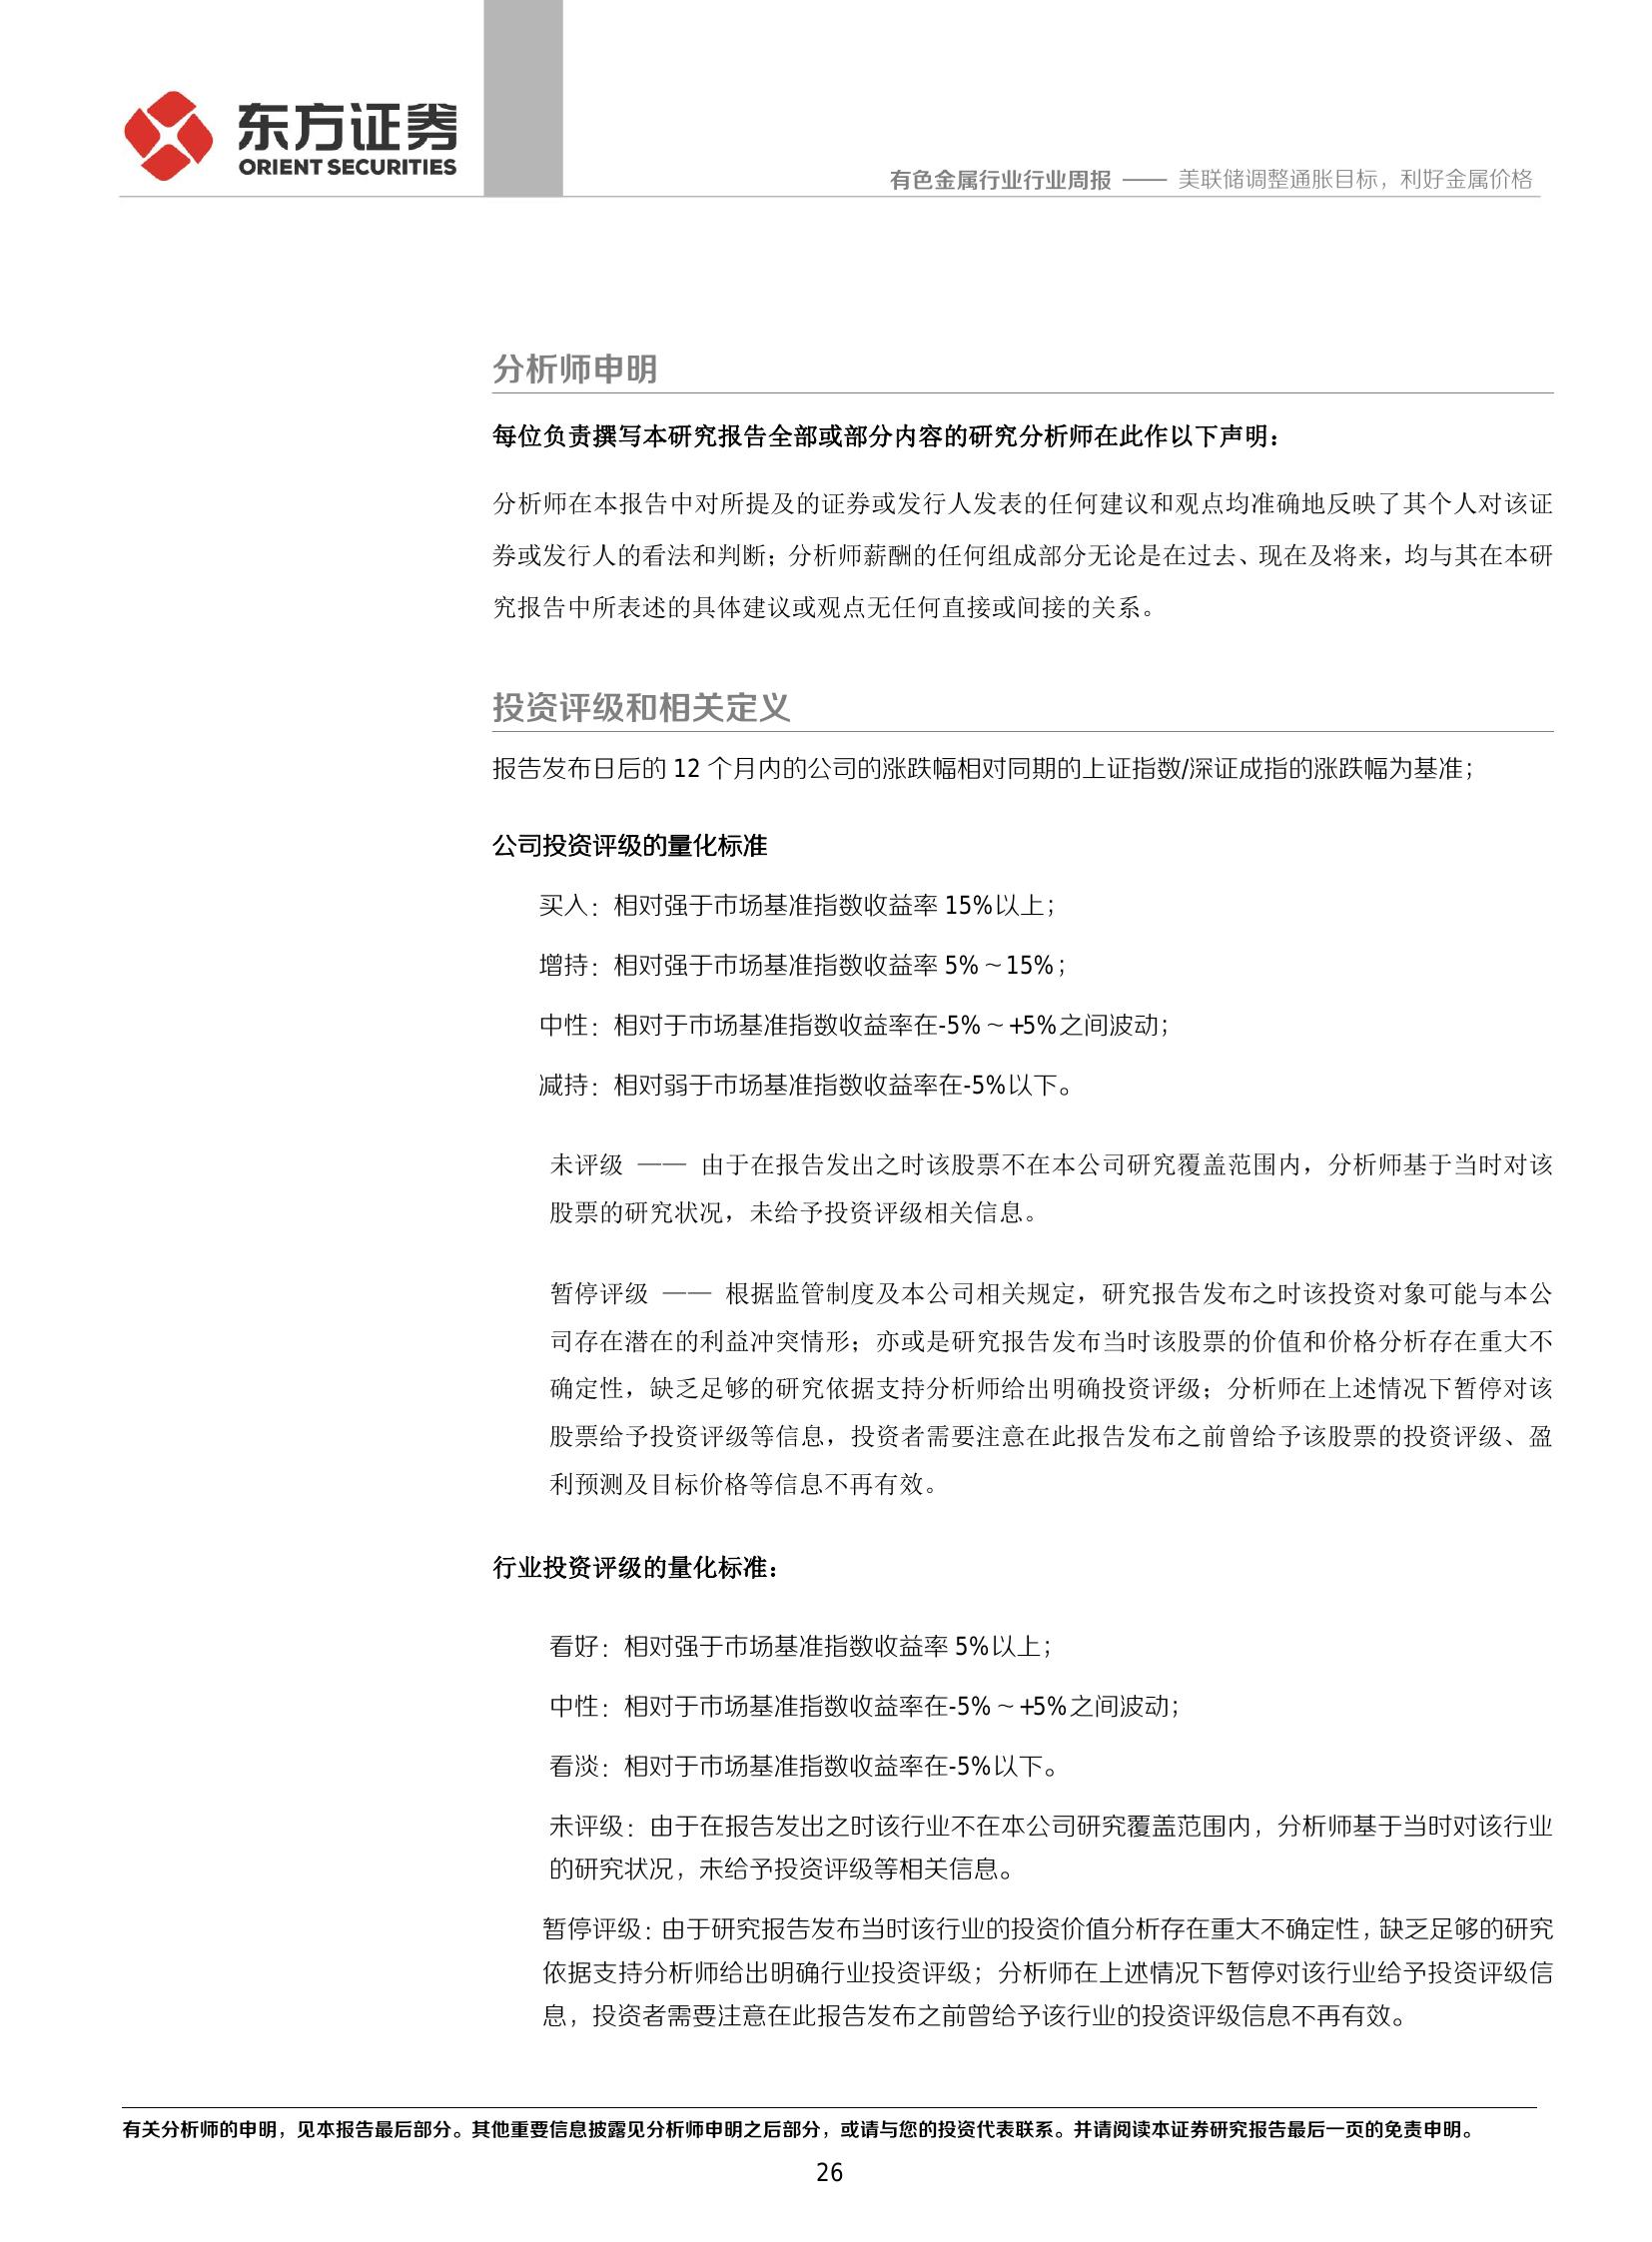 东方证券
ORIENT SECURITIES
有色金属行业行业周报 —— 美联储调整通胀目标，利好金属价格
分析师申明
每位负责撰写本研究报告全部或部分内容的研究分析师在此作以下声明：
分析师在本报告中对所提及的证券或发行人发表的任何建议和观点均准确地反映了其个人对该证
券或发行人的看法和判断；分析师薪酬的任何组成部分无论是在过去、现在及将来，均与其在本研
究报告中所表述的具体建议或观点无任何直接或间接的关系。
投资评级和相关定义
报告发布日后的 12 个月内的公司的涨跌幅相对同期的上证指数/深证成指的涨跌幅为基准；
公司投资评级的量化标准
买入：相对强于市场基准指数收益率 15%以上；
增持：相对强于市场基准指数收益率 5%～15%；
中性：相对于市场基准指数收益率在-5%～+5%之间波动；
减持：相对弱于市场基准指数收益率在-5%以下。
未评级 —— 由于在报告发出之时该股票不在本公司研究覆盖范围内，分析师基于当时对该
股票的研究状况，未给予投资评级相关信息。
暂停评级 —— 根据监管制度及本公司相关规定，研究报告发布之时该投资对象可能与本公
司存在潜在的利益冲突情形；亦或是研究报告发布当时该股票的价值和价格分析存在重大不
确定性，缺乏足够的研究依据支持分析师给出明确投资评级；分析师在上述情况下暂停对该
股票给予投资评级等信息，投资者需要注意在此报告发布之前曾给予该股票的投资评级、盈
利预测及目标价格等信息不再有效。
行业投资评级的量化标准：
看好：相对强于市场基准指数收益率 5%以上；
中性：相对于市场基准指数收益率在-5%～+5%之间波动；
看淡：相对于市场基准指数收益率在-5%以下。
未评级：由于在报告发出之时该行业不在本公司研究覆盖范围内，分析师基于当时对该行业
的研究状况，未给予投资评级等相关信息。
暂停评级：由于研究报告发布当时该行业的投资价值分析存在重大不确定性，缺乏足够的研究
依据支持分析师给出明确行业投资评级；分析师在上述情况下暂停对该行业给予投资评级信
息，投资者需要注意在此报告发布之前曾给予该行业的投资评级信息不再有效。
有关分析师的申明，见本报告最后部分。其他重要信息披露见分析师申明之后部分，或请与您的投资代表联系。并请阅读本证券研究报告最后一页的免责申明。
26